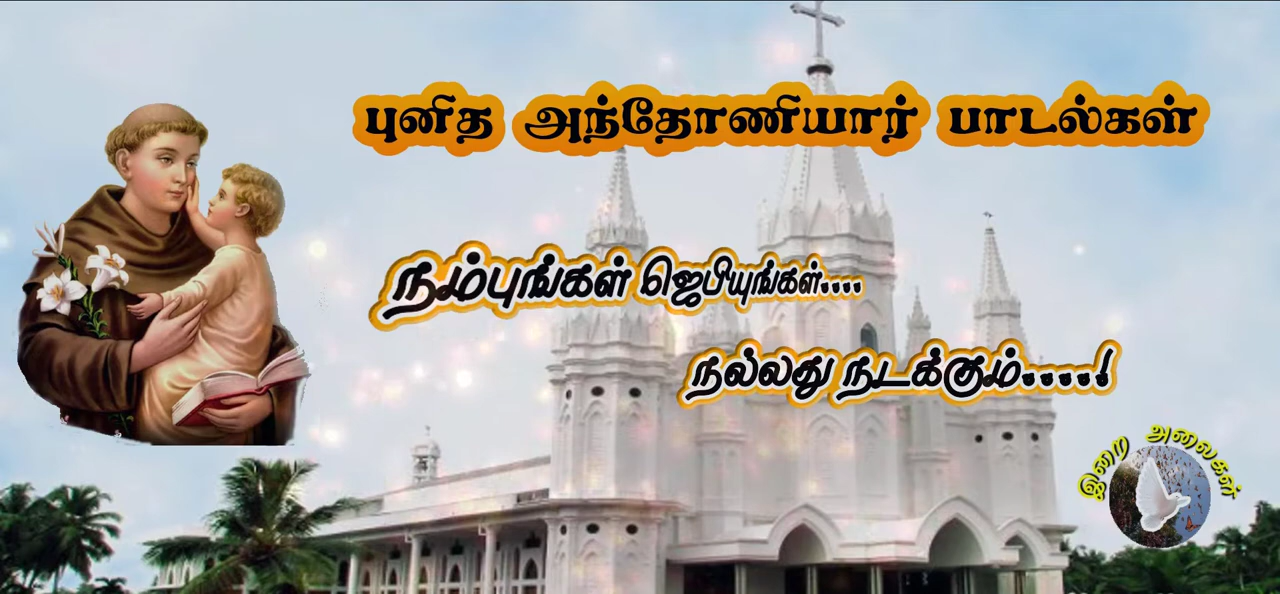 புனித அந்தோணியார் பாடல்கள்
நம்புங்கள் ஜெபியுங்கள்....
நல்லது நடக்கும்.....!
இறை அலைகள்